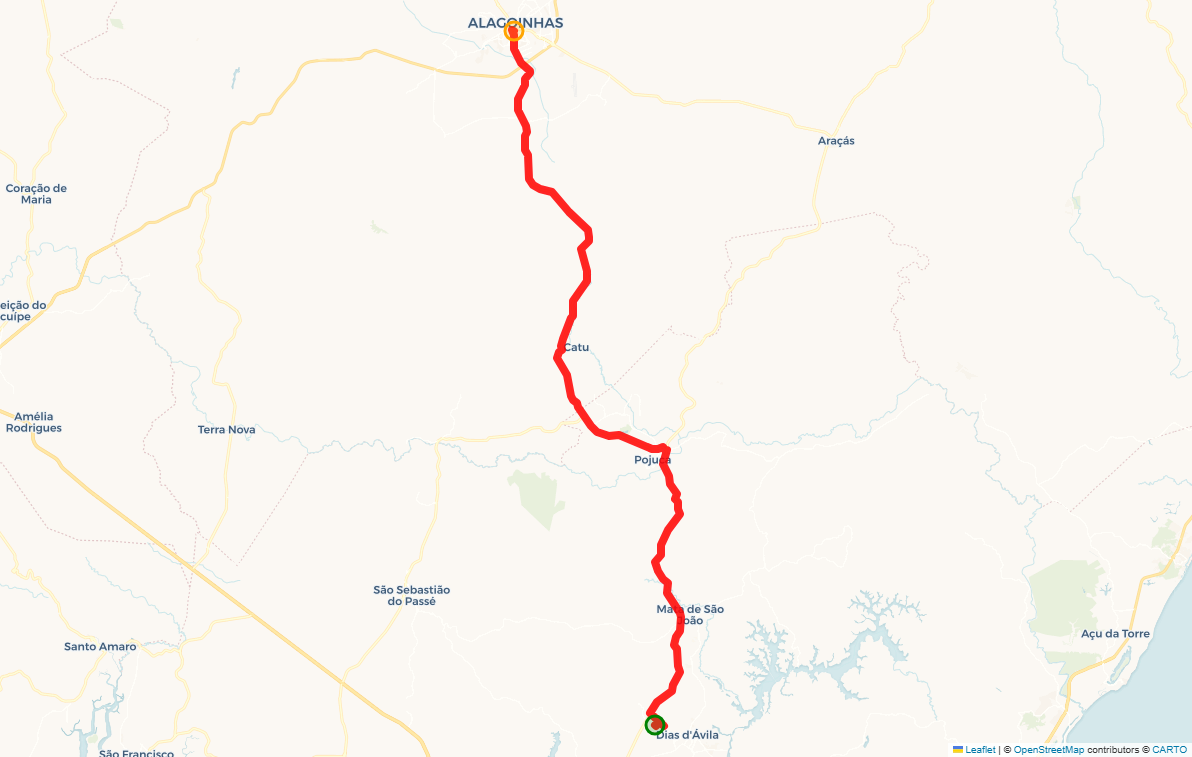 ALAGOINHAS
Araçás
Coração de
Maria
eição do
cuípe
Catu
Amélia
Rodrigues
Terra Nova
Pojuca
São Sebastião
do Passé
Mata de São
João
Açu da Torre
Santo Amaro
Dias d'Ávila
São Francisco
Leaflet | © OpenStreetMap contributors © CARTO